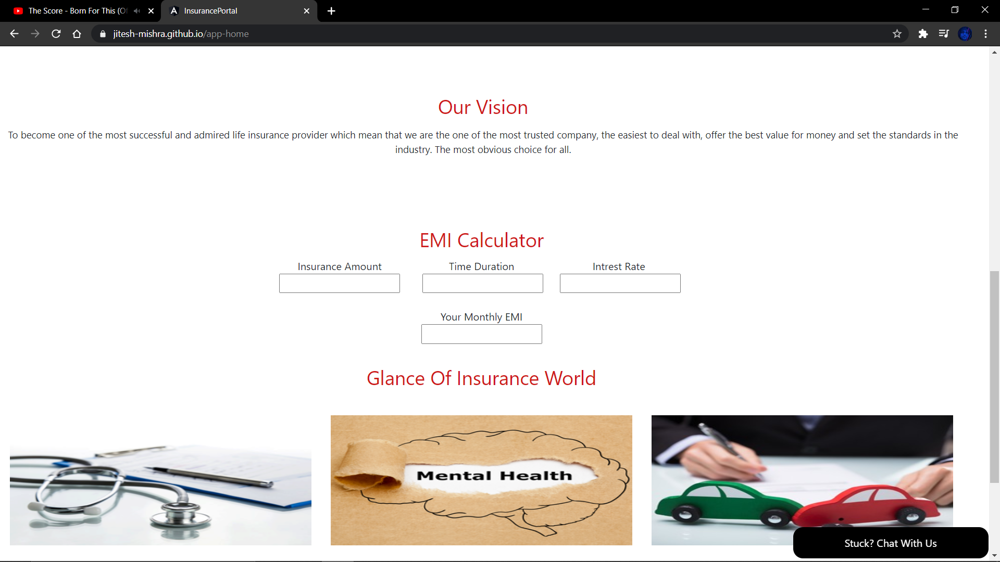 The Score - Born For This (Of
InsurancePortal
jitesh-mishra.github.io/app-home
Our Vision
To become one of the most successful and admired life insurance provider which mean that we are the one of the most trusted company, the easiest to deal with, offer the best value for money and set the standards in the
industry. The most obvious choice for all.
EMI Calculator
Insurance Amount Time Duration Intrest Rate
Your Monthly EMI
Glance Of Insurance World
Mental Health
Stuck? Chat With Us